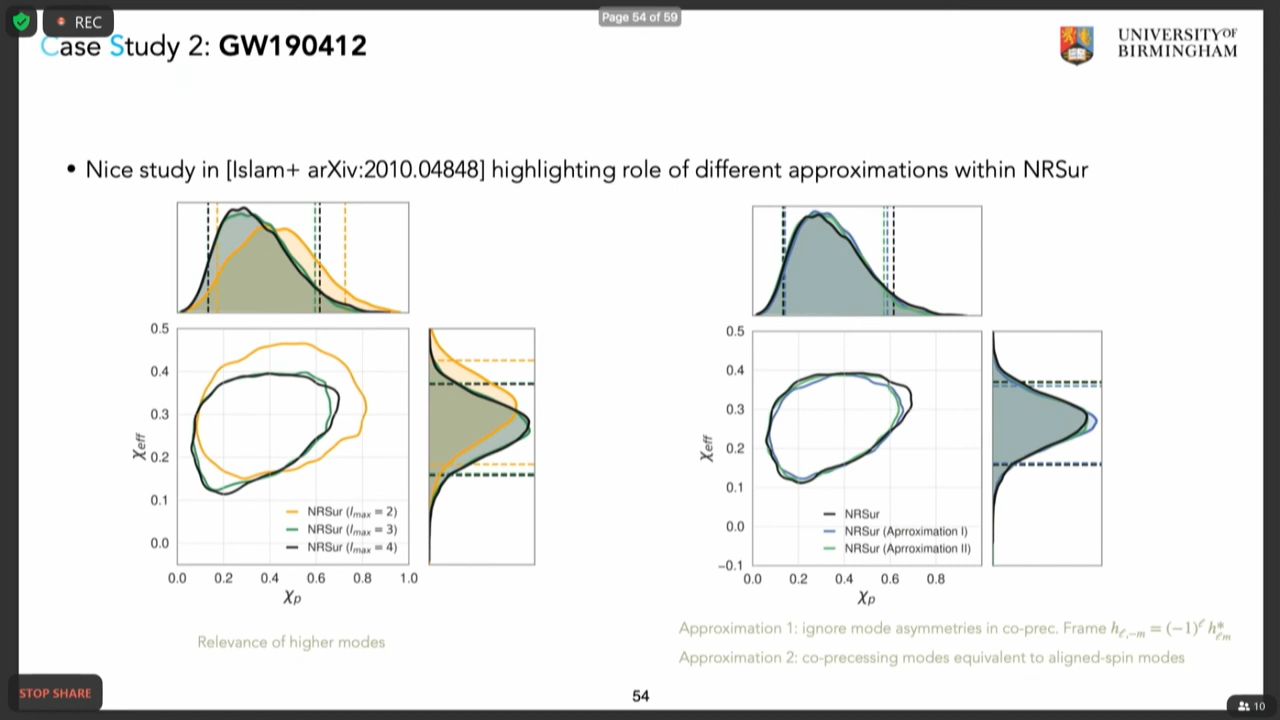 REC
Page 54 of 59
Case Study 2: GW190412
UNIVERSITYOF
BIRMINGHAM
• Nice study in [Islam+ arXiv:2010.04848] highlighting role of different approximations within NRSur
0.5
0.4
0.3
0.2
0.1
0.0
χeff
NRSur (lmax = 2)
NRSur (lmax = 3)
NRSur (lmax = 4)
0.0 0.2 0.4 0.6 0.8 1.0
χp
0.5
0.4
0.3
0.2
0.1
0.0
−0.1
χeff
NRSur
NRSur (Aprroximation I)
NRSur (Aprroximation II)
0.0 0.2 0.4 0.6 0.8
χp
Relevance of higher modes
Approximation 1: ignore mode asymmetries in co-prec. Frame hℓ,−m = (−1)^ℓ h*ℓm
Approximation 2: co-precessing modes equivalent to aligned-spin modes
STOP SHARE
54
10